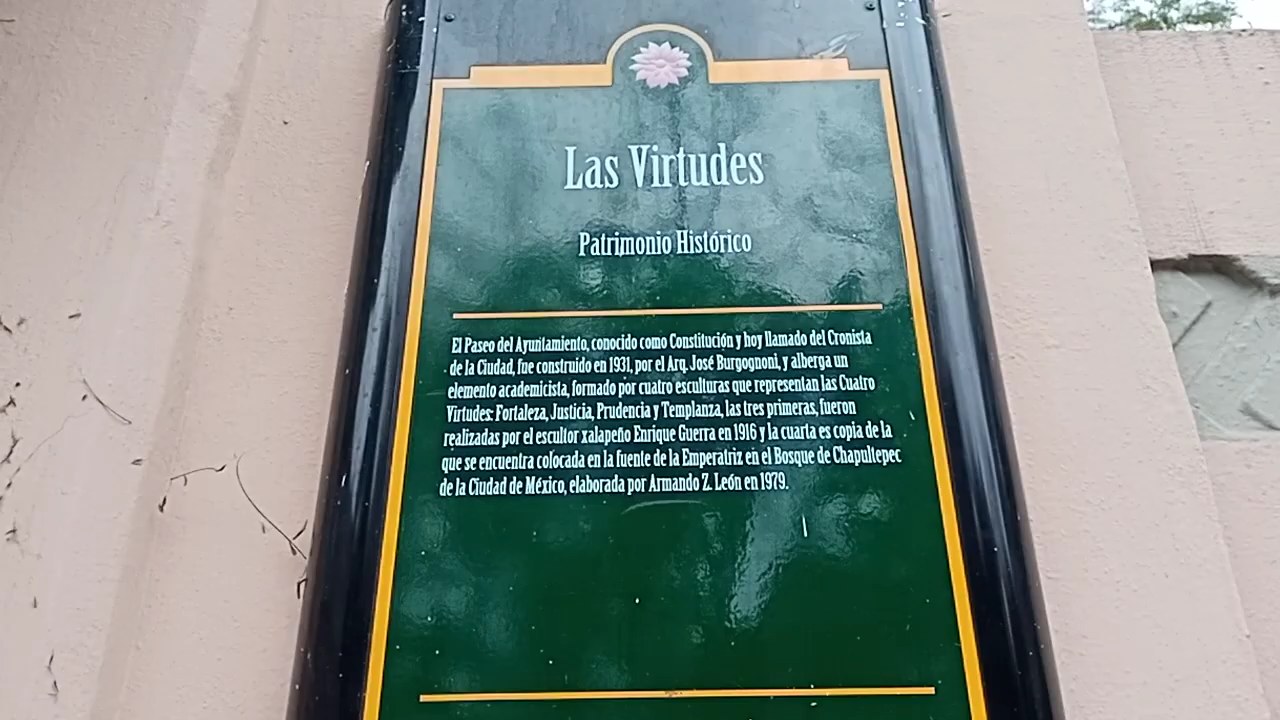 Las Virtudes
Patrimonio Histórico
El Paseo del Ayuntamiento, conocido como Constitución y hoy llamado del Cronista
de la Ciudad, fue construido en 1931, por el Arq. José Burgognoni, y alberga un
elemento academicista, formado por cuatro esculturas que representan las Cuatro
Virtudes: Fortaleza, Justicia, Prudencia y Templanza, las tres primeras, fueron
realizadas por el escultor xalapeño Enrique Guerra en 1916 y la cuarta es copia de la
que se encuentra colocada en la fuente de la Emperatriz en el Bosque de Chapultepec
de la Ciudad de México, elaborada por Armando Z. León en 1979.